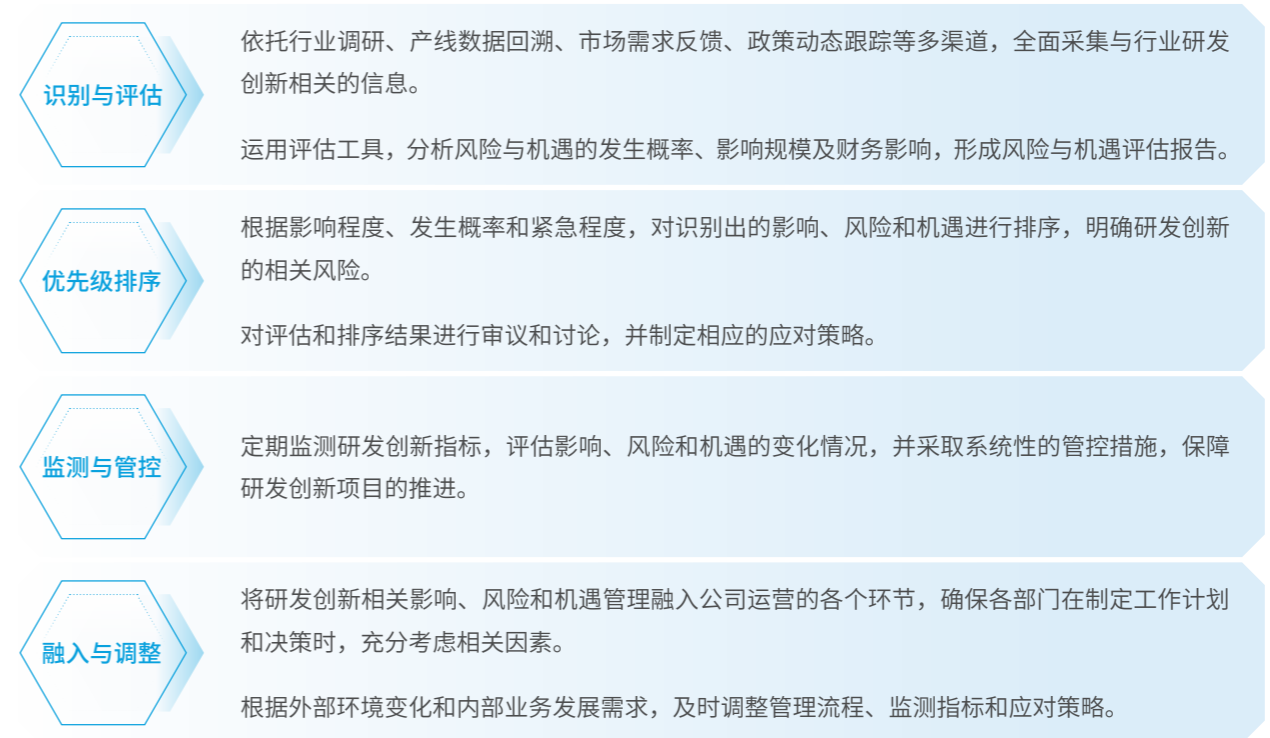 识别与评估
依托行业调研、产线数据回溯、市场需求反馈、政策动态跟踪等多渠道，全面采集与行业研发
创新相关的信息。
运用评估工具，分析风险与机遇的发生概率、影响规模及财务影响，形成风险与机遇评估报告。
优先级排序
根据影响程度、发生概率和紧急程度，对识别出的影响、风险和机遇进行排序，明确研发创新
的相关风险。
对评估和排序结果进行审议和讨论，并制定相应的应对策略。
监测与管控
定期监测研发创新指标，评估影响、风险和机遇的变化情况，并采取系统性的管控措施，保障
研发创新项目的推进。
融入与调整
将研发创新相关影响、风险和机遇管理融入公司运营的各个环节，确保各部门在制定工作计划
和决策时，充分考虑相关因素。
根据外部环境变化和内部业务发展需求，及时调整管理流程、监测指标和应对策略。